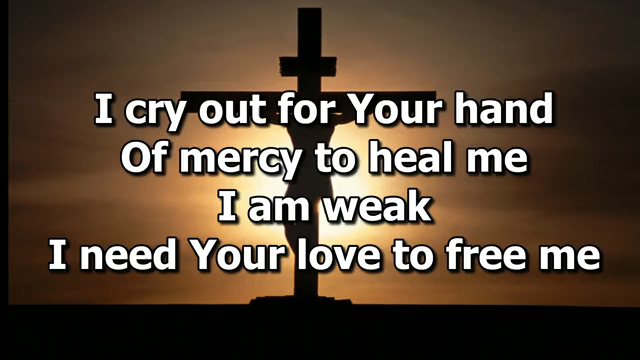 I cry out for Your hand
Of mercy to heal me
I am weak
I need Your love to free me